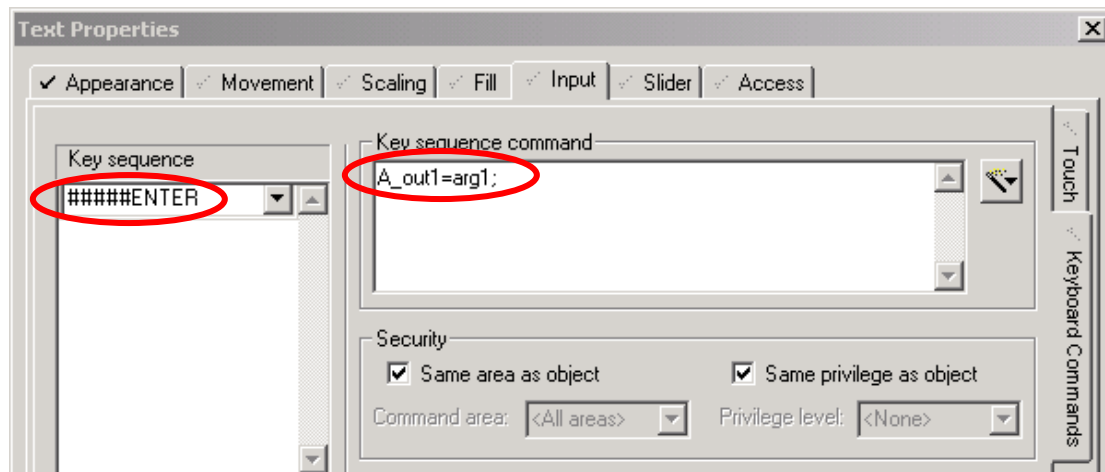 Text Properties
Appearance Movement Scaling Fill Input Slider Access
Key sequence
#####ENTER
Key sequence command
A_out1=arg1;
Security
Same area as object Same privilege as object
Command area: <All areas> Privilege level: <None>
Touch
Keyboard Commands